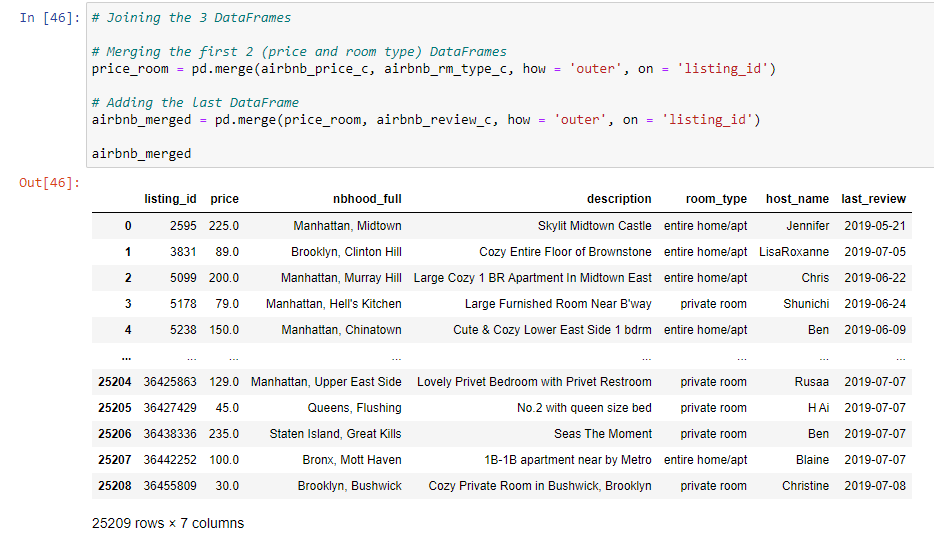 In [46]: # Joining the 3 DataFrames
# Merging the first 2 (price and room type) DataFrames
price_room = pd.merge(airbnb_price_c, airbnb_rm_type_c, how = 'outer', on = 'listing_id')
# Adding the last DataFrame
airbnb_merged = pd.merge(price_room, airbnb_review_c, how = 'outer', on = 'listing_id')
airbnb_merged
Out[46]:
listing_id price nbhood_full description room_type host_name last_review
0 2595 225.0 Manhattan, Midtown Skylit Midtown Castle entire home/apt Jennifer 2019-05-21
1 3831 89.0 Brooklyn, Clinton Hill Cozy Entire Floor of Brownstone entire home/apt LisaRoxanne 2019-07-05
2 5099 200.0 Manhattan, Murray Hill Large Cozy 1 BR Apartment In Midtown East entire home/apt Chris 2019-06-22
3 5178 79.0 Manhattan, Hell's Kitchen Large Furnished Room Near B'way private room Shunichi 2019-06-24
4 5238 150.0 Manhattan, Chinatown Cute & Cozy Lower East Side 1 bdrm entire home/apt Ben 2019-06-09
... ... ... ... ... ... ... ...
25204 36425863 129.0 Manhattan, Upper East Side Lovely Privet Bedroom with Privet Restroom private room Rusaa 2019-07-07
25205 36427429 45.0 Queens, Flushing No.2 with queen size bed private room H Ai 2019-07-07
25206 36438336 235.0 Staten Island, Great Kills Seas The Moment private room Ben 2019-07-07
25207 36442252 100.0 Bronx, Mott Haven 1B-1B apartment near by Metro entire home/apt Blaine 2019-07-07
25208 36455809 30.0 Brooklyn, Bushwick Cozy Private Room in Bushwick, Brooklyn private room Christine 2019-07-08
25209 rows × 7 columns